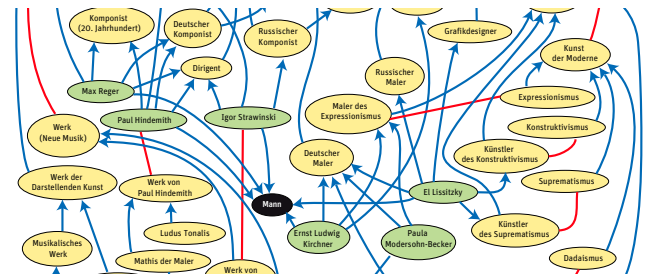 Komponist
(20. Jahrhundert)
Deutscher
Komponist
Russischer
Komponist
Grafikdesigner
Kunst
der Moderne
Dirigent
Russischer
Maler
Max Reger
Expressionismus
Maler des
Expressionismus
Paul Hindemith
Igor Strawinski
Konstruktivismus
Werk
(Neue Musik)
Deutscher
Maler
Künstler
des Konstruktivismus
Werk der
Darstellenden Kunst
Werk von
Paul Hindemith
El Lissitzky
Suprematismus
Mann
Ludus Tonalis
Ernst Ludwig
Kirchner
Paula
Modersohn-Becker
Künstler
des Suprematismus
Musikalisches
Werk
Mathis der Maler
Dadaismus
Werk von